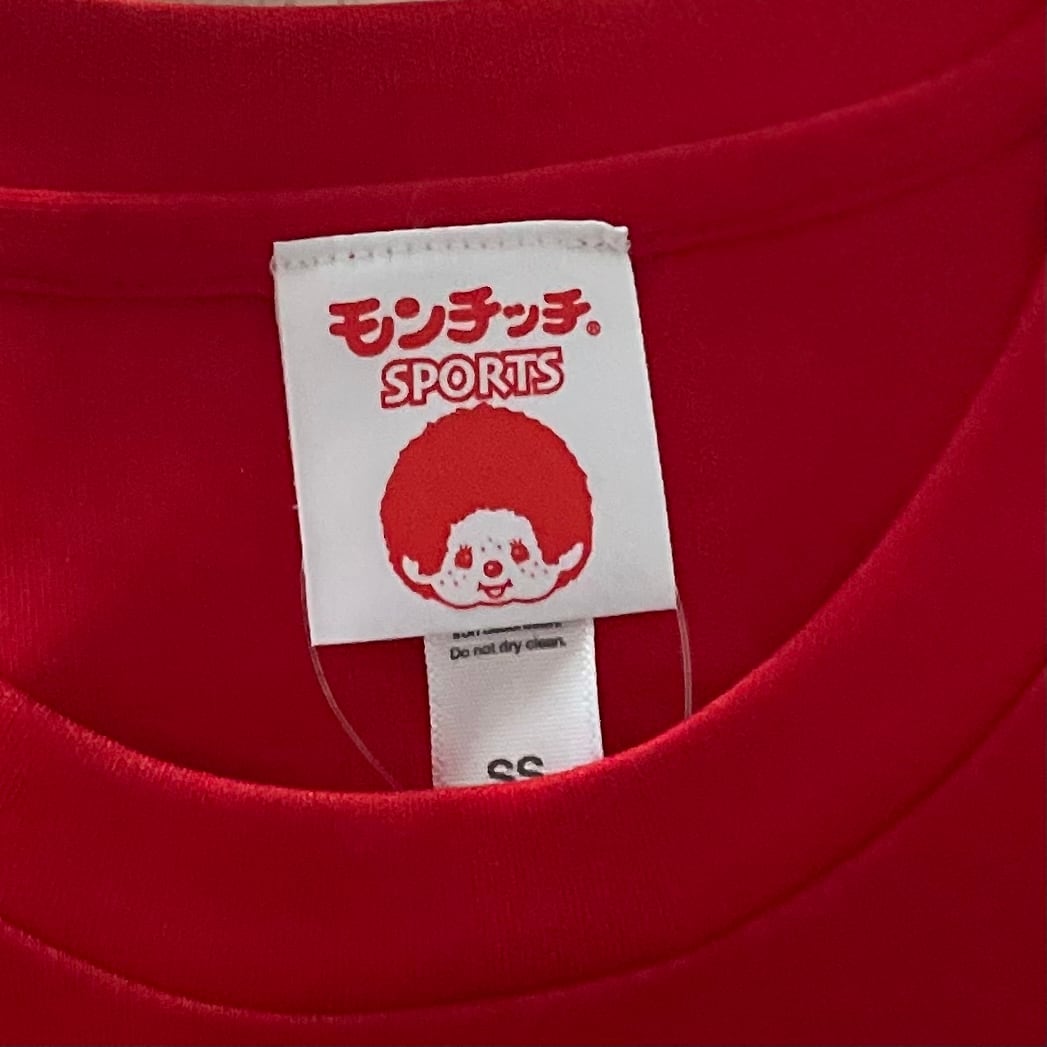 モンチッチ®
SPORTS
Do not dry clean.
SS